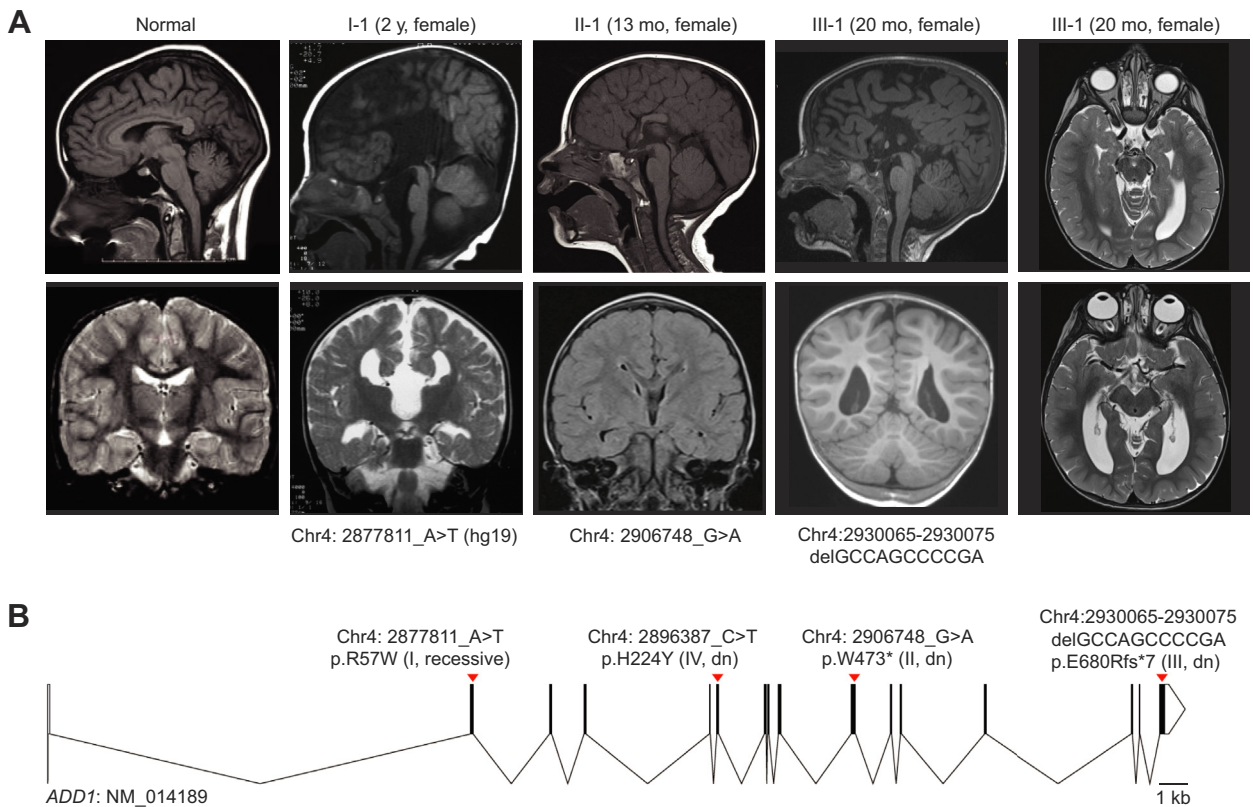 A
Normal
I-1 (2 y, female)
II-1 (13 mo, female)
III-1 (20 mo, female)
III-1 (20 mo, female)
Chr4: 2877811_A>T (hg19)
Chr4: 2906748_G>A
Chr4:2930065-2930075
delGCCAGCCCCGA
B
Chr4: 2877811_A>T
p.R57W (I, recessive)
Chr4: 2896387_C>T
p.H224Y (IV, dn)
Chr4: 2906748_G>A
p.W473* (II, dn)
Chr4:2930065-2930075
delGCCAGCCCCGA
p.E680Rfs*7 (III, dn)
ADD1: NM_014189
1 kb